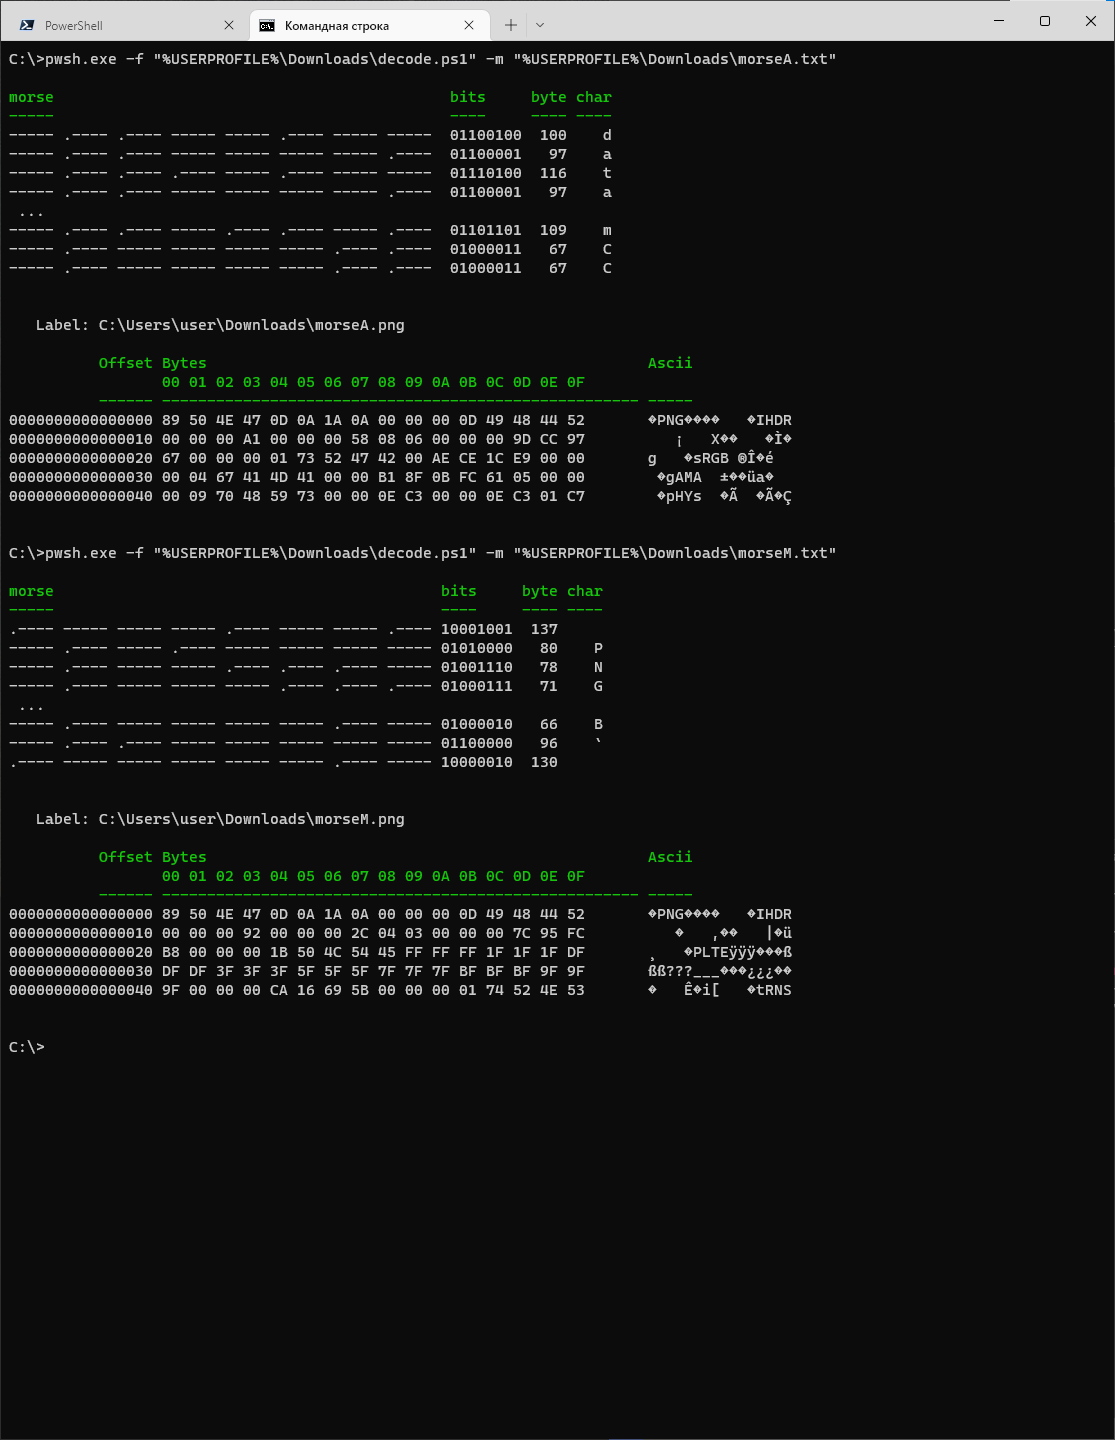 PowerShell
Командная строка
C:\>pwsh.exe -f "%USERPROFILE%\Downloads\decode.ps1" -m "%USERPROFILE%\Downloads\morseA.txt"
morse bits byte char
----- ---- ---- ----
----- .---- .---- ----- ----- .---- ----- ----- 01100100 100 d
----- .---- .---- ----- ----- ----- ----- .---- 01100001 97 a
----- .---- .---- .---- ----- .---- ----- ----- 01110100 116 t
----- .---- .---- ----- ----- ----- ----- .---- 01100001 97 a
...
----- .---- .---- ----- .---- .---- ----- .---- 01101101 109 m
----- .---- ----- ----- ----- ----- .---- .---- 01000011 67 C
----- .---- ----- ----- ----- ----- .---- .---- 01000011 67 C
Label: C:\Users\user\Downloads\morseA.png
Offset Bytes Ascii
00 01 02 03 04 05 06 07 08 09 0A 0B 0C 0D 0E 0F
------ ----------------------------------------------------- -----
0000000000000000 89 50 4E 47 0D 0A 1A 0A 00 00 00 0D 49 48 44 52 �PNG���� �IHDR
0000000000000010 00 00 00 A1 00 00 00 58 08 06 00 00 00 9D CC 97 ¡ X�� �Ì�
0000000000000020 67 00 00 00 01 73 52 47 42 00 AE CE 1C E9 00 00 g �sRGB ®Î�é
0000000000000030 00 04 67 41 4D 41 00 00 B1 8F 0B FC 61 05 00 00 �gAMA ±��üa�
0000000000000040 00 09 70 48 59 73 00 00 0E C3 00 00 0E C3 01 C7 �pHYs �Ã �Ã�Ç
C:\>pwsh.exe -f "%USERPROFILE%\Downloads\decode.ps1" -m "%USERPROFILE%\Downloads\morseM.txt"
morse bits byte char
----- ---- ---- ----
.---- ----- ----- ----- .---- ----- ----- .---- 10001001 137
----- .---- ----- .---- ----- ----- ----- ----- 01010000 80 P
----- .---- ----- ----- .---- .---- .---- ----- 01001110 78 N
----- .---- ----- ----- ----- .---- .---- .---- 01000111 71 G
...
----- .---- ----- ----- ----- ----- .---- ----- 01000010 66 B
----- .---- .---- ----- ----- ----- ----- ----- 01100000 96 `
.---- ----- ----- ----- ----- ----- .---- ----- 10000010 130
Label: C:\Users\user\Downloads\morseM.png
Offset Bytes Ascii
00 01 02 03 04 05 06 07 08 09 0A 0B 0C 0D 0E 0F
------ ----------------------------------------------------- -----
0000000000000000 89 50 4E 47 0D 0A 1A 0A 00 00 00 0D 49 48 44 52 �PNG���� �IHDR
0000000000000010 00 00 00 92 00 00 00 2C 04 03 00 00 00 7C 95 FC � ,�� |�ü
0000000000000020 B8 00 00 00 1B 50 4C 54 45 FF FF FF 1F 1F 1F DF ¸ �PLTEÿÿÿ���ß
0000000000000030 DF DF 3F 3F 3F 5F 5F 5F 7F 7F 7F BF BF BF 9F 9F ßß???___���¿¿¿��
0000000000000040 9F 00 00 00 CA 16 69 5B 00 00 00 01 74 52 4E 53 � Ê�i[ �tRNS
C:\>